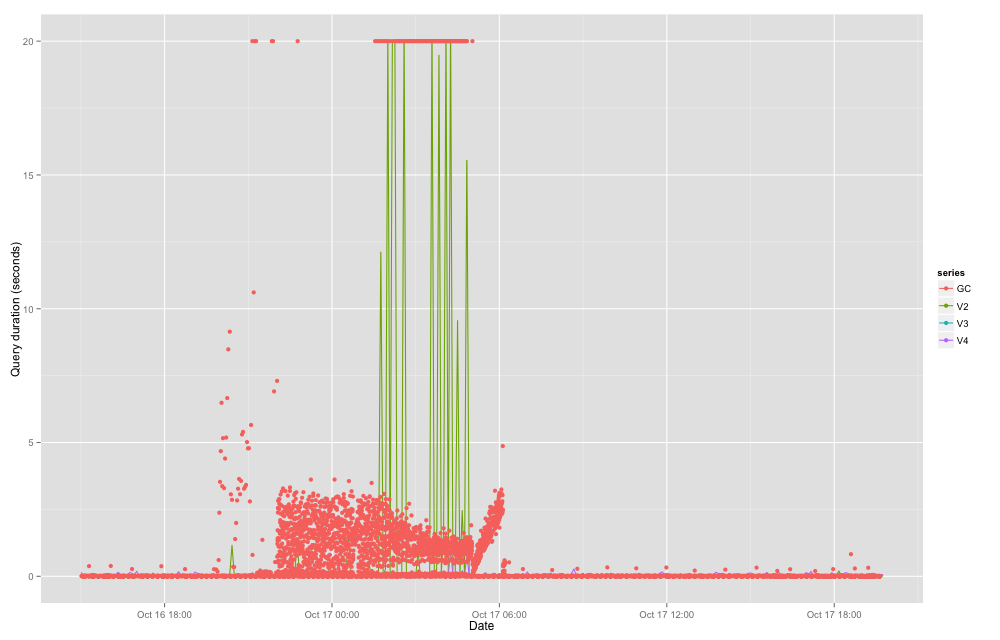 20
15
10
5
0
Query duration (seconds)
Oct 16 18:00
Oct 17 00:00
Oct 17 06:00
Oct 17 12:00
Oct 17 18:00
Date
series
GC
V2
V3
V4